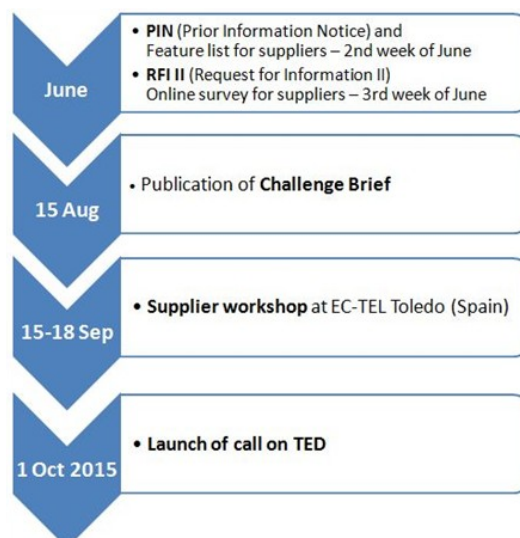 June
• PIN (Prior Information Notice) and
Feature list for suppliers – 2nd week of June
• RFI II (Request for Information II)
Online survey for suppliers – 3rd week of June
15 Aug
• Publication of Challenge Brief
15-18 Sep
• Supplier workshop at EC-TEL Toledo (Spain)
1 Oct 2015
• Launch of call on TED